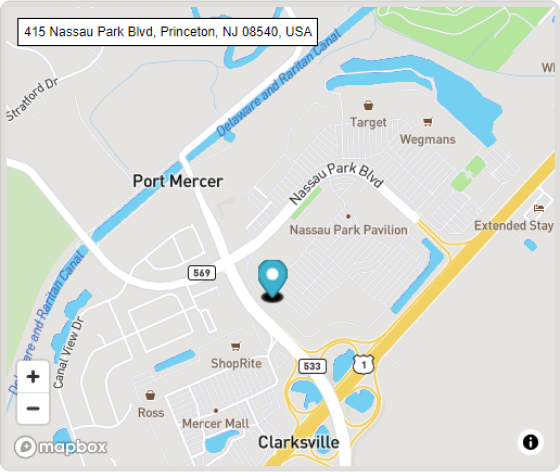 415 Nassau Park Blvd, Princeton, NJ 08540, USA
Stratford Dr
Delaware and Raritan Canal
Target
Wegmans
Port Mercer
Nassau Park Blvd
Nassau Park Pavilion
Extended Stay
569
Delaware and Raritan Canal
Canal View Dr
ShopRite
533
1
+
−
Ross
Mercer Mall
Clarksville
mapbox
i